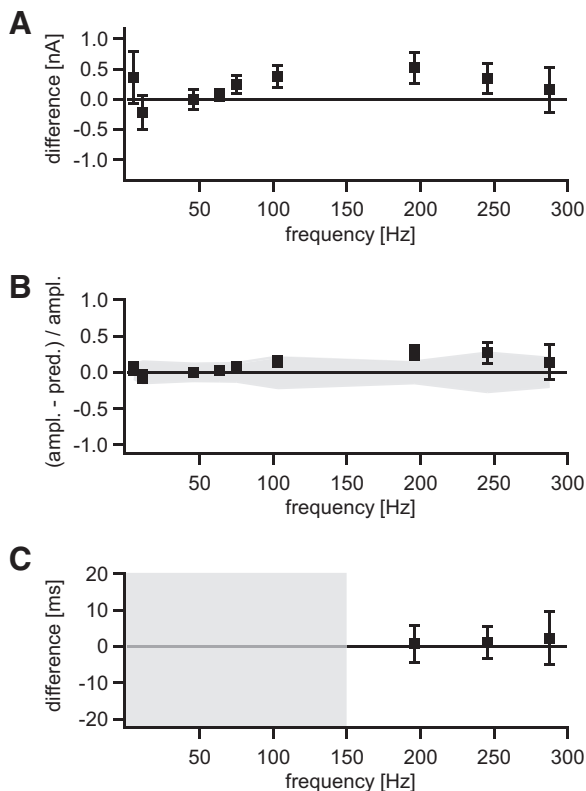 A
difference [nA]
1.0
0.5
0.0
-0.5
-1.0
50 100 150 200 250 300
frequency [Hz]
B
(ampl. - pred.) / ampl.
1.0
0.5
0.0
-0.5
-1.0
50 100 150 200 250 300
frequency [Hz]
C
difference [ms]
20
10
0
-10
-20
50 100 150 200 250 300
frequency [Hz]